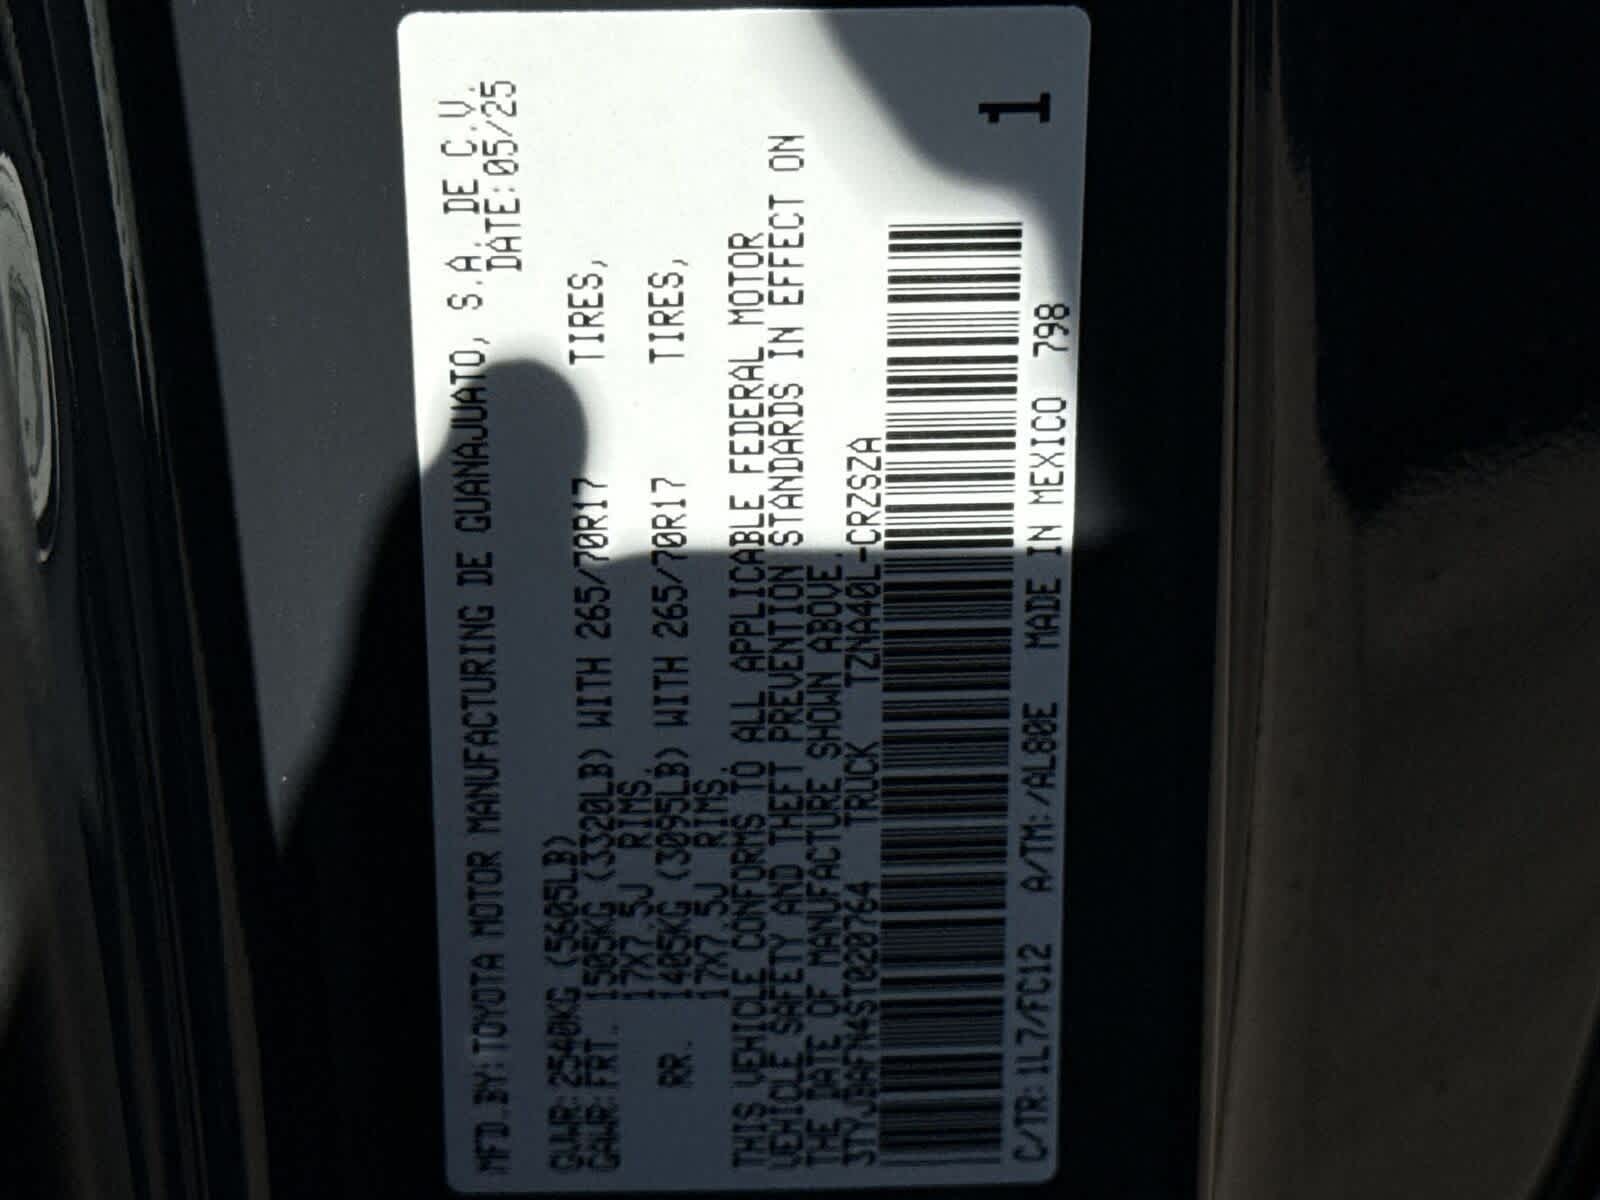 MFD.BY:TOYOTA MOTOR MANUFACTURING DE GUANAJUATO, S.A. DE C.V.
DATE:05/25
GVWR:2540KG (5605LB)
GAWR:FRT. 1505KG (3320LB) WITH 265/70R17 TIRES,
17X7.5J RIMS.
RR. 1405KG (3095LB) WITH 265/70R17 TIRES,
17X7.5J RIMS.
THIS VEHICLE CONFORMS TO ALL APPLICABLE FEDERAL MOTOR
VEHICLE SAFETY AND THEFT PREVENTION STANDARDS IN EFFECT ON
THE DATE OF MANUFACTURE SHOWN ABOVE.
TRUCK TZNA40L-CRZSZA
C/TR:1L7/FC12 A/TM:/AL80E MADE IN MEXICO 798
1